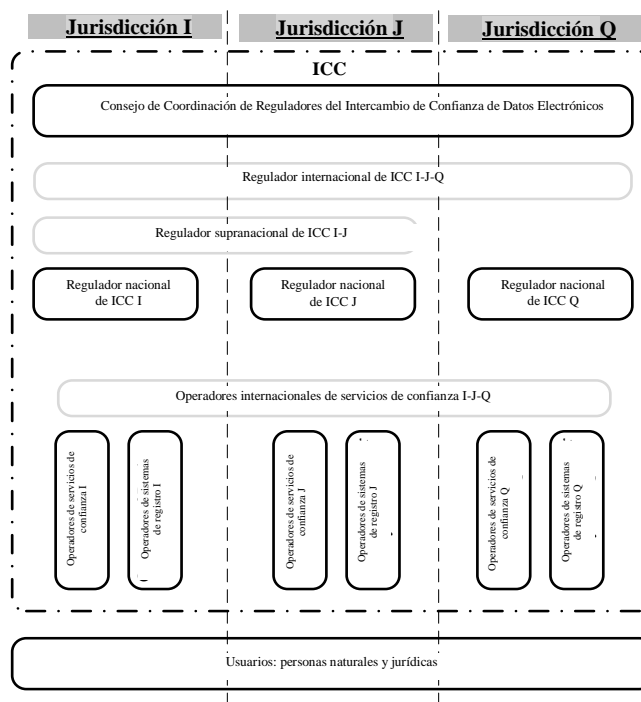 Jurisdicción I Jurisdicción J Jurisdicción Q
ICC
Consejo de Coordinación de Reguladores del Intercambio de Confianza de Datos Electrónicos
Regulador internacional de ICC I-J-Q
Regulador supranacional de ICC I-J
Regulador nacional
de ICC I
Regulador nacional
de ICC J
Regulador nacional
de ICC Q
Operadores internacionales de servicios de confianza I-J-Q
Operadores de servicios de
confianza I
Operadores de sistemas
de registro I
Operadores de servicios de
confianza J
Operadores de sistemas
de registro J
Operadores de servicios de
confianza Q
Operadores de sistemas
de registro Q
Usuarios: personas naturales y jurídicas